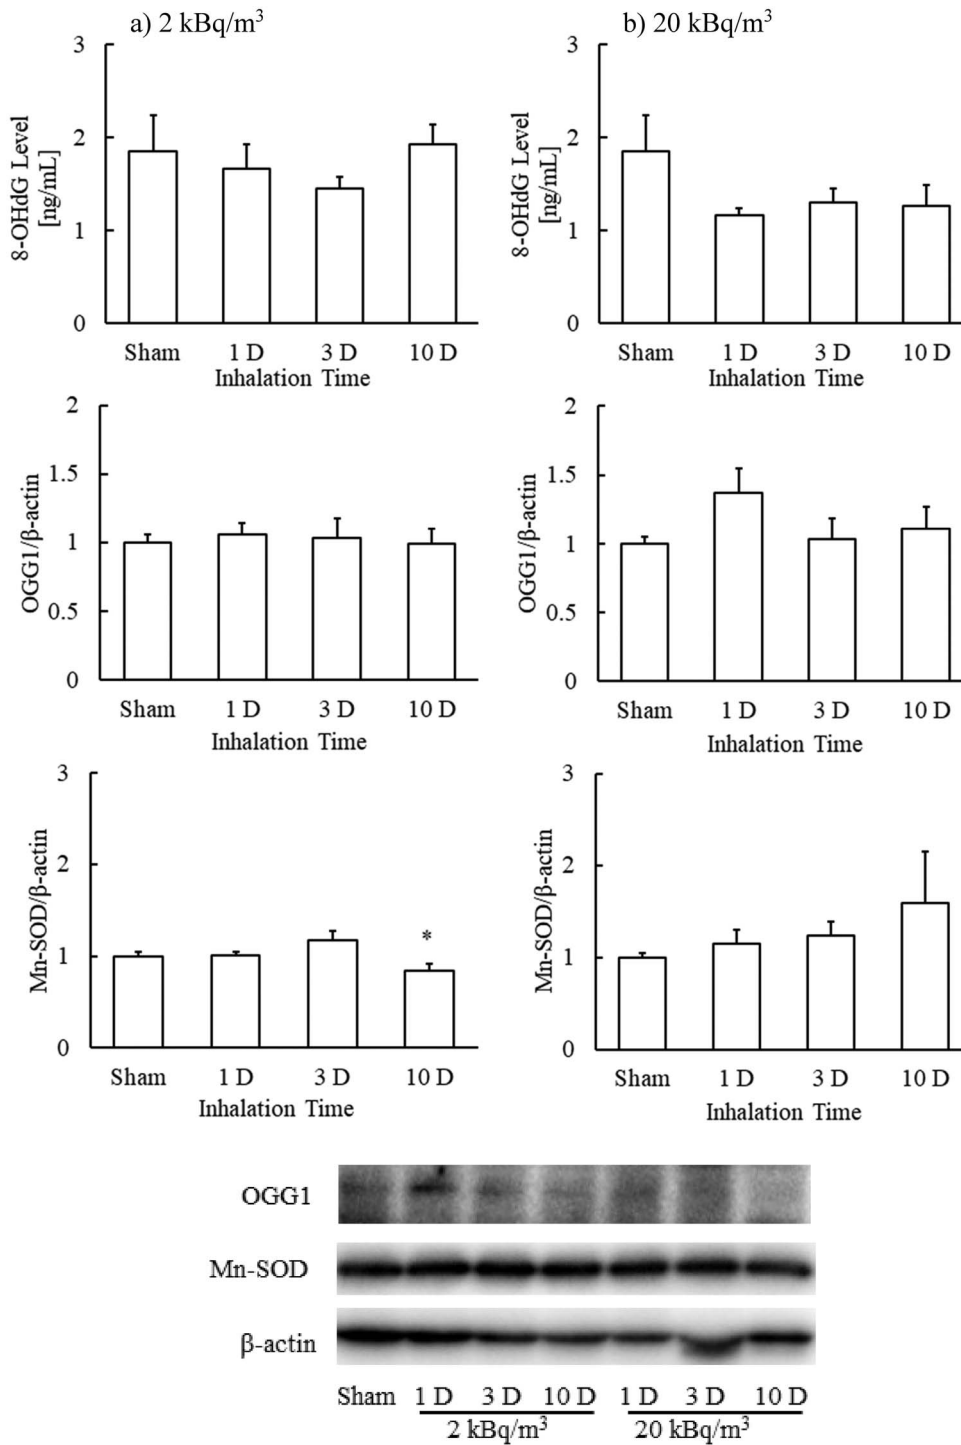 a) 2 kBq/m³
b) 20 kBq/m³
8-OHdG Level
[ng/mL]
3
2
1
0
Sham 1 D 3 D 10 D
Inhalation Time
8-OHdG Level
[ng/mL]
3
2
1
0
Sham 1 D 3 D 10 D
Inhalation Time
OGG1/β-actin
2
1.5
1
0.5
0
Sham 1 D 3 D 10 D
Inhalation Time
OGG1/β-actin
2
1.5
1
0.5
0
Sham 1 D 3 D 10 D
Inhalation Time
Mn-SOD/β-actin
3
2
1
0
*
Sham 1 D 3 D 10 D
Inhalation Time
Mn-SOD/β-actin
3
2
1
0
Sham 1 D 3 D 10 D
Inhalation Time
OGG1
Mn-SOD
β-actin
Sham 1 D 3 D 10 D 1 D 3 D 10 D
2 kBq/m³ 20 kBq/m³